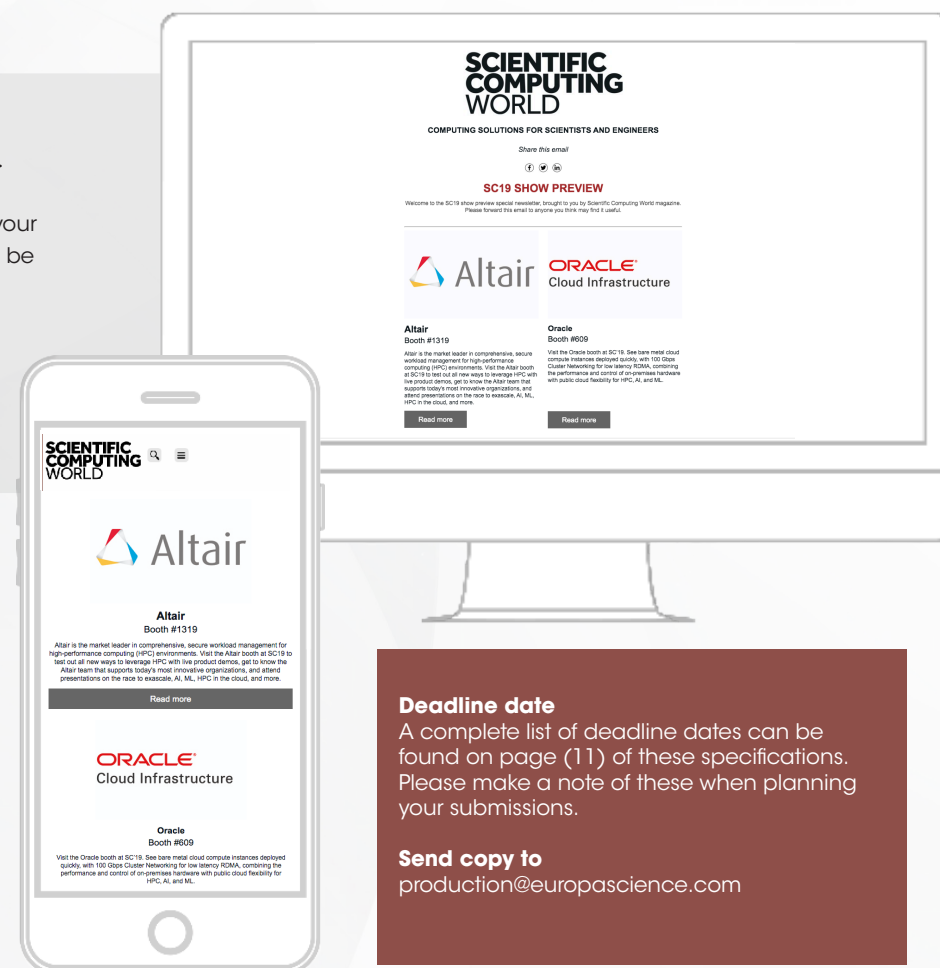 your
be
SCIENTIFIC
COMPUTING
WORLD
COMPUTING SOLUTIONS FOR SCIENTISTS AND ENGINEERS
Share this email
SC19 SHOW PREVIEW
Welcome to the SC19 show preview special newsletter, brought to you by Scientific Computing World magazine.
Please forward this email to anyone you think may find it useful.
Altair
ORACLE®
Cloud Infrastructure
Altair
Booth #1319
Altair is the market leader in comprehensive, secure
workload management for high-performance
computing (HPC) environments. Visit the Altair booth
at SC19 to test out all new ways to leverage HPC with
live product demos, get to know the Altair team that
supports today's most innovative organizations, and
attend presentations on the race to exascale, AI, ML,
HPC in the cloud, and more.
Read more
Oracle
Booth #609
Visit the Oracle booth at SC'19. See bare metal cloud
compute instances deployed quickly, with 100 Gbps
Cluster Networking for low latency RDMA, combining
the performance and control of on-premises hardware
with public cloud flexibility for HPC, AI, and ML.
Read more
SCIENTIFIC
COMPUTING
WORLD
Altair
Altair
Booth #1319
Altair is the market leader in comprehensive, secure workload management for
high-performance computing (HPC) environments. Visit the Altair booth at SC19 to
test out all new ways to leverage HPC with live product demos, get to know the
Altair team that supports today's most innovative organizations, and attend
presentations on the race to exascale, AI, ML, HPC in the cloud, and more.
Read more
ORACLE®
Cloud Infrastructure
Oracle
Booth #609
Visit the Oracle booth at SC'19. See bare metal cloud compute instances deployed
quickly, with 100 Gbps Cluster Networking for low latency RDMA, combining the
performance and control of on-premises hardware with public cloud flexibility for
HPC, AI, and ML.
Deadline date
A complete list of deadline dates can be
found on page (11) of these specifications.
Please make a note of these when planning
your submissions.
Send copy to
production@europascience.com